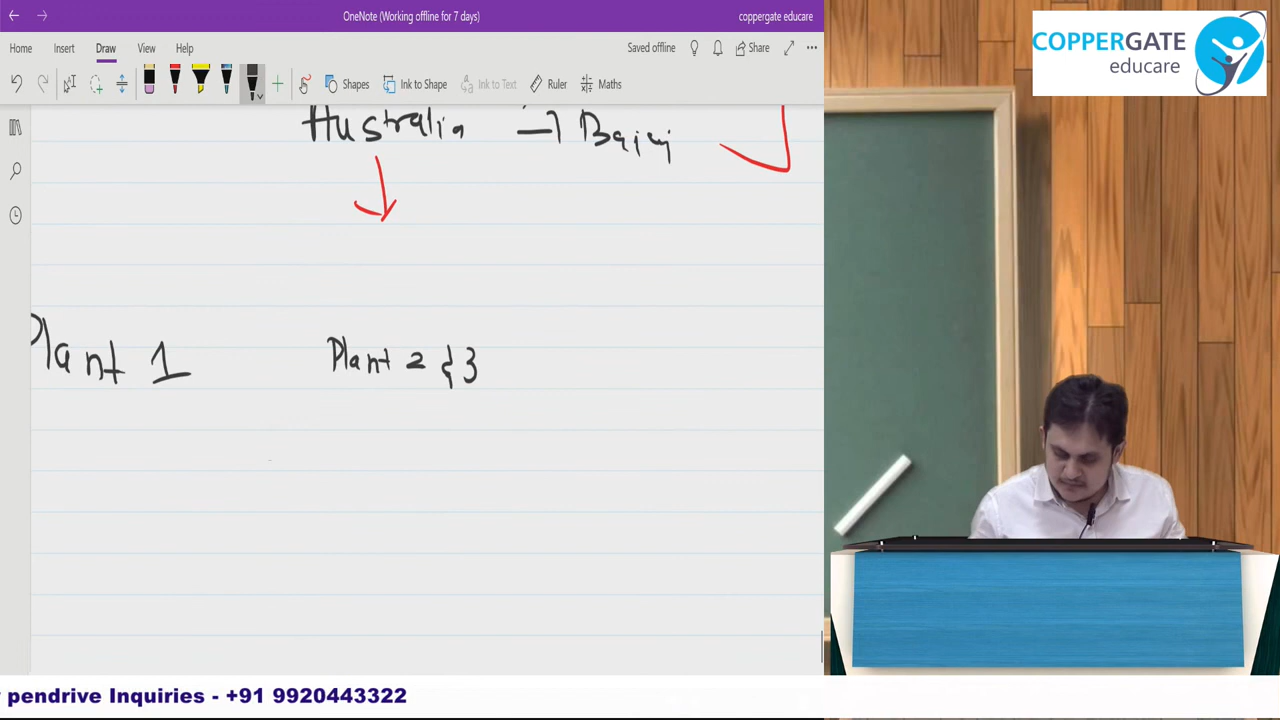 OneNote (Working offline for 7 days)
coppergate educare
Home Insert Draw View Help
Saved offline Share
Shapes Ink to Shape Ink to Text Ruler Maths
Australia → Bajaj
Plant 1 Plant 2 & 3
COPPERGATE
educare
pendrive Inquiries - +91 9920443322